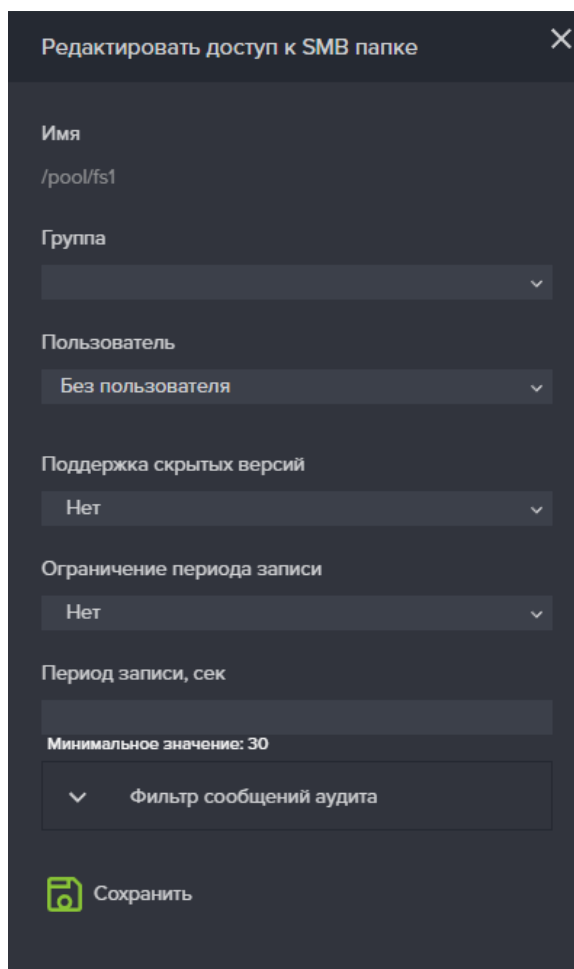 Редактировать доступ к SMB папке
Имя
/pool/fs1
Группа
Пользователь
Без пользователя
Поддержка скрытых версий
Нет
Ограничение периода записи
Нет
Период записи, сек
Минимальное значение: 30
Фильтр сообщений аудита
Сохранить